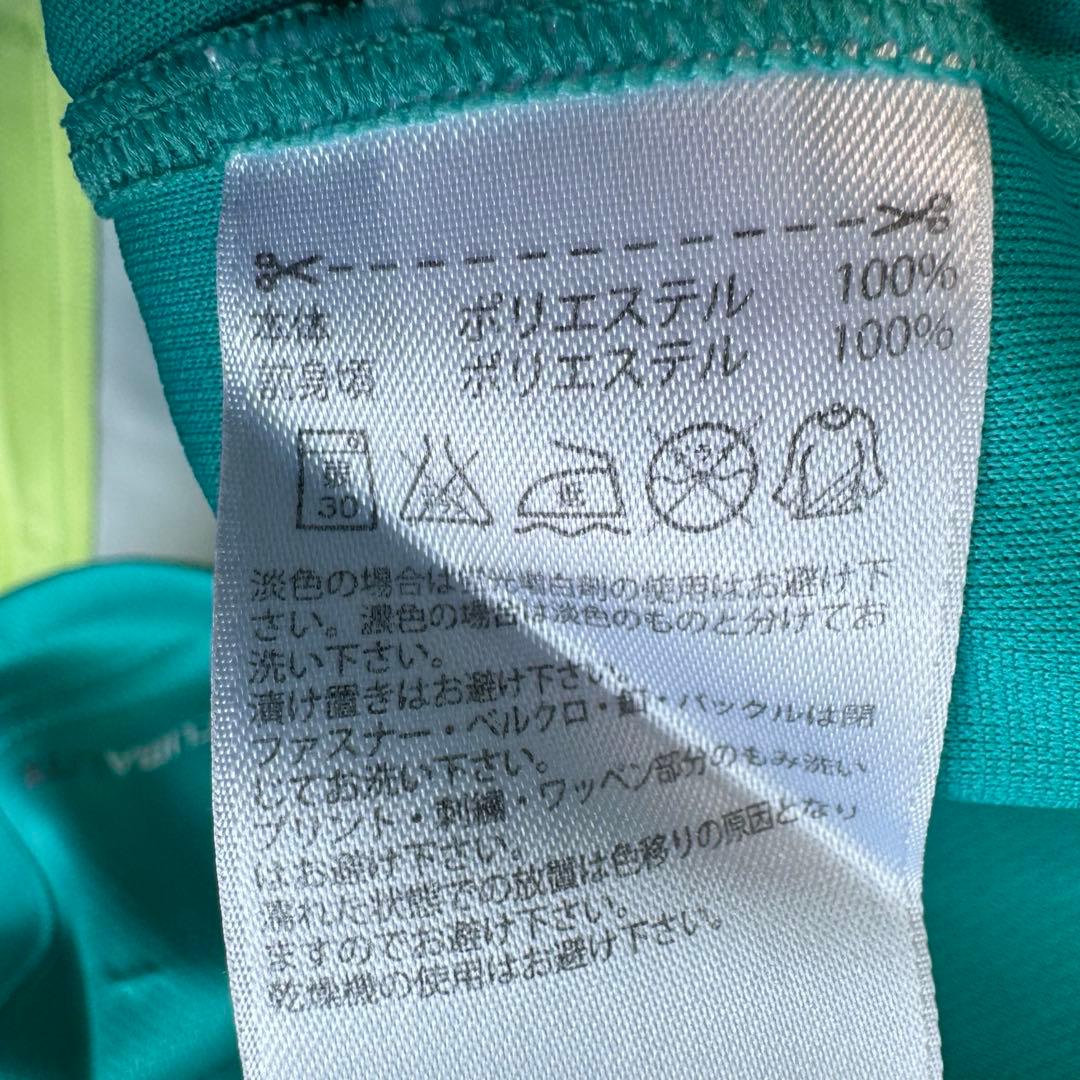 本体 ポリエステル 100%
前身頃 ポリエステル 100%
弱 30 低
淡色の場合は蛍光増白剤の使用はお避け下
さい。濃色の場合は淡色のものと分けてお
洗い下さい。
漬け置きはお避け下さい。
ファスナー・ベルクロ・釦・バックルは閉
じてお洗い下さい。
プリント・刺繍・ワッペン部分のもみ洗い
はお避け下さい。
濡れた状態での放置は色移りの原因となり
ますのでお避け下さい。
乾燥機の使用はお避け下さい。